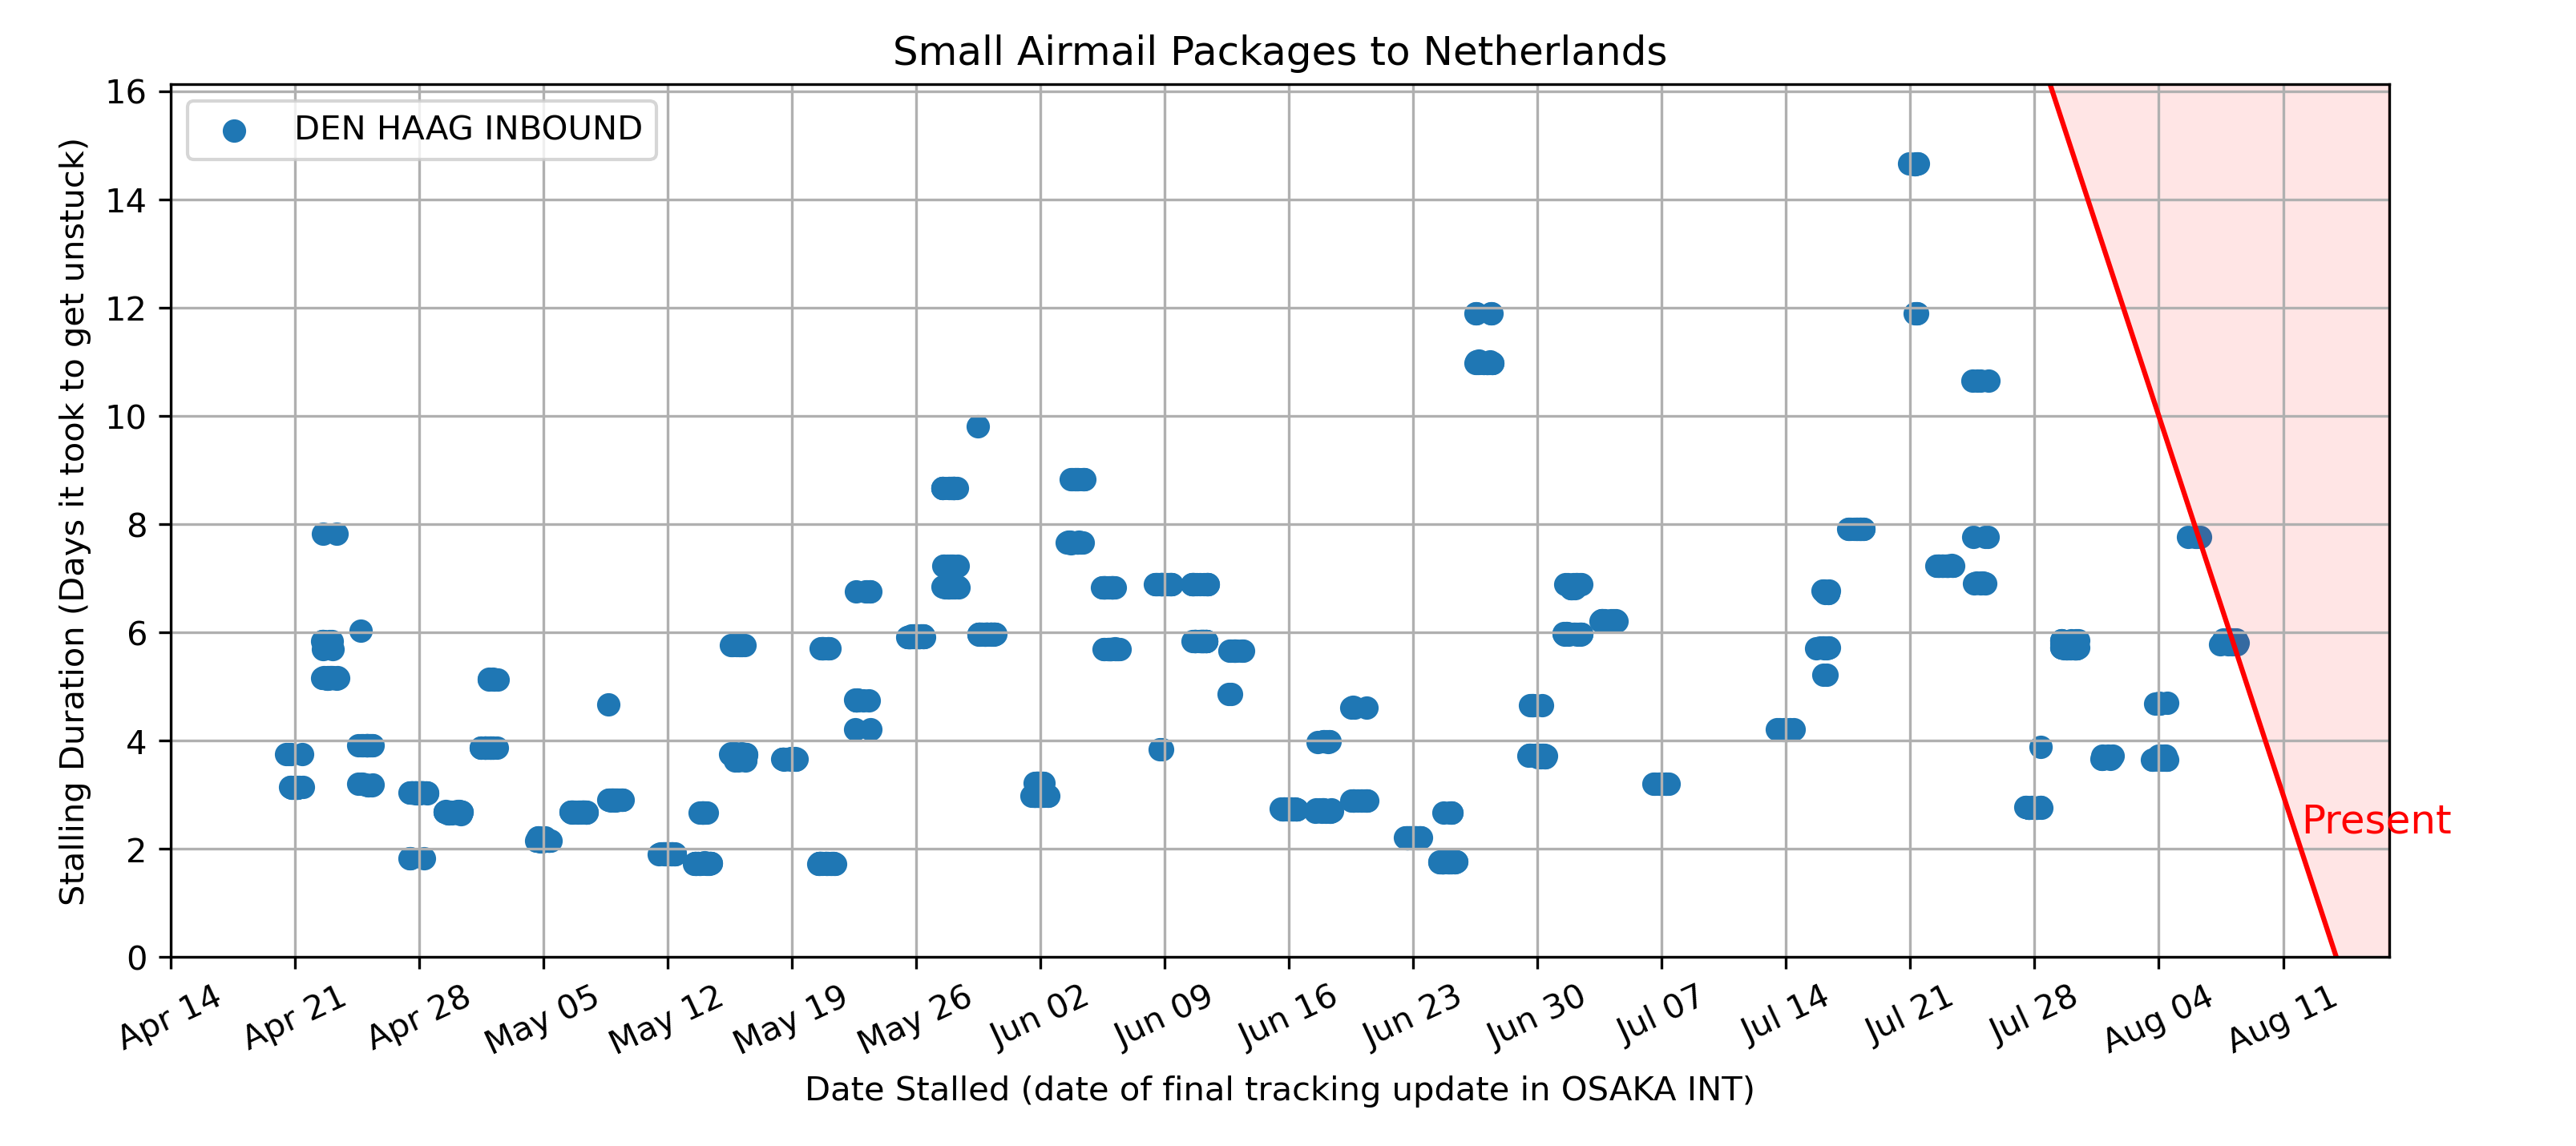 Small Airmail Packages to Netherlands
DEN HAAG INBOUND
Stalling Duration (Days it took to get unstuck)
16
14
12
10
8
6
4
2
0
Present
Apr 14
Apr 21
Apr 28
May 05
May 12
May 19
May 26
Jun 02
Jun 09
Jun 16
Jun 23
Jun 30
Jul 07
Jul 14
Jul 21
Jul 28
Aug 04
Aug 11
Date Stalled (date of final tracking update in OSAKA INT)